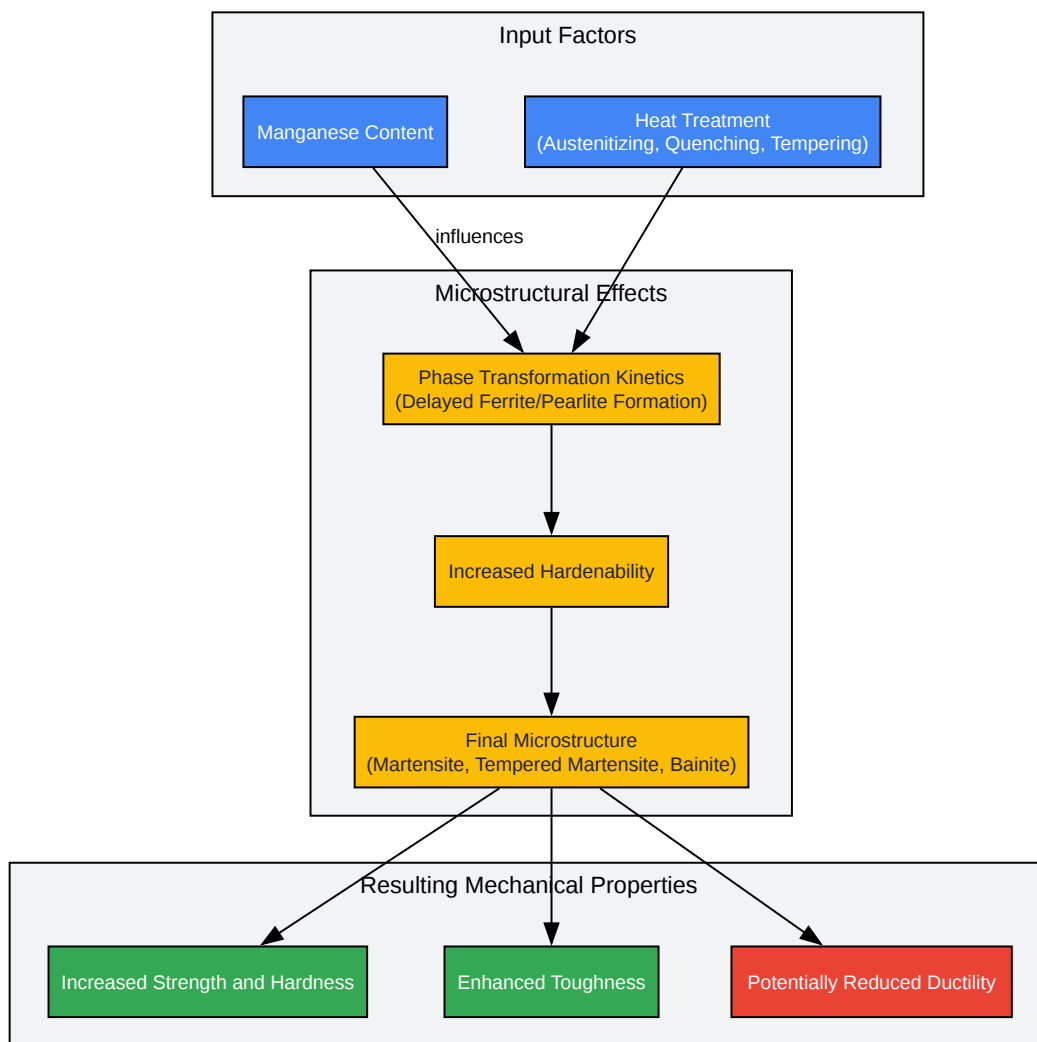 Input Factors
Manganese Content
Heat Treatment
(Austenitizing, Quenching, Tempering)
influences
Microstructural Effects
Phase Transformation Kinetics
(Delayed Ferrite/Pearlite Formation)
Increased Hardenability
Final Microstructure
(Martensite, Tempered Martensite, Bainite)
Resulting Mechanical Properties
Increased Strength and Hardness
Enhanced Toughness
Potentially Reduced Ductility